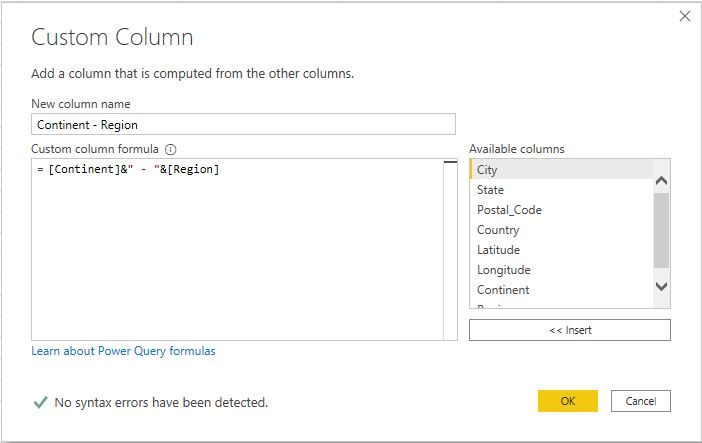 Custom Column
Add a column that is computed from the other columns.
New column name
Continent - Region
Custom column formula
= [Continent]&" - "&[Region]
Available columns
City
State
Postal_Code
Country
Latitude
Longitude
Continent
<< Insert
Learn about Power Query formulas
No syntax errors have been detected.
OK
Cancel